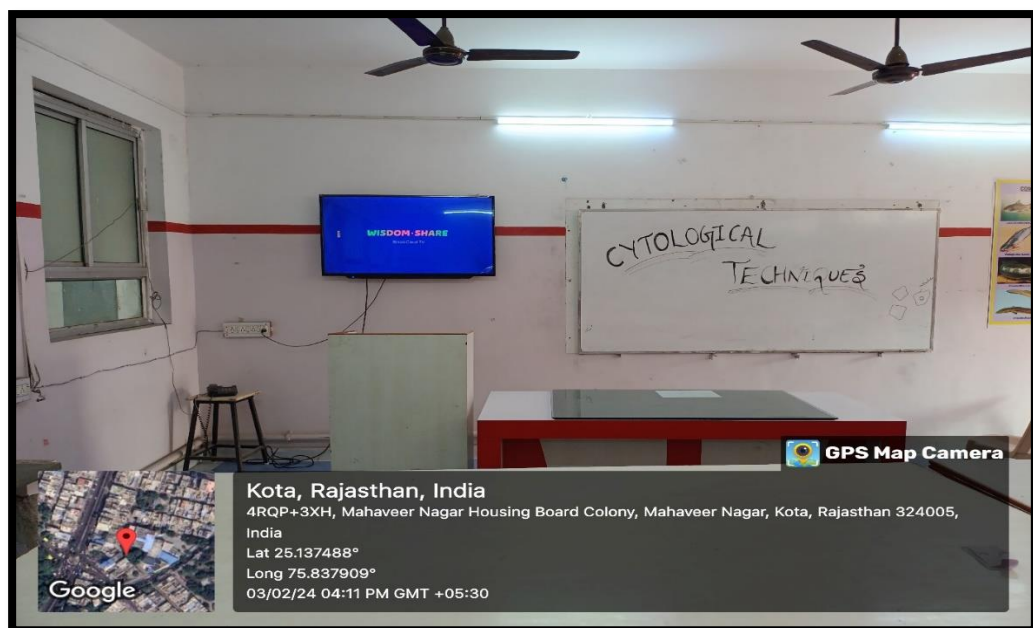 WISDOM-SHARE
CYTOLOGICAL
TECHNIQUES
GPS Map Camera
Kota, Rajasthan, India
4RQP+3XH, Mahaveer Nagar Housing Board Colony, Mahaveer Nagar, Kota, Rajasthan 324005,
India
Lat 25.137488°
Long 75.837909°
03/02/24 04:11 PM GMT +05:30
Google